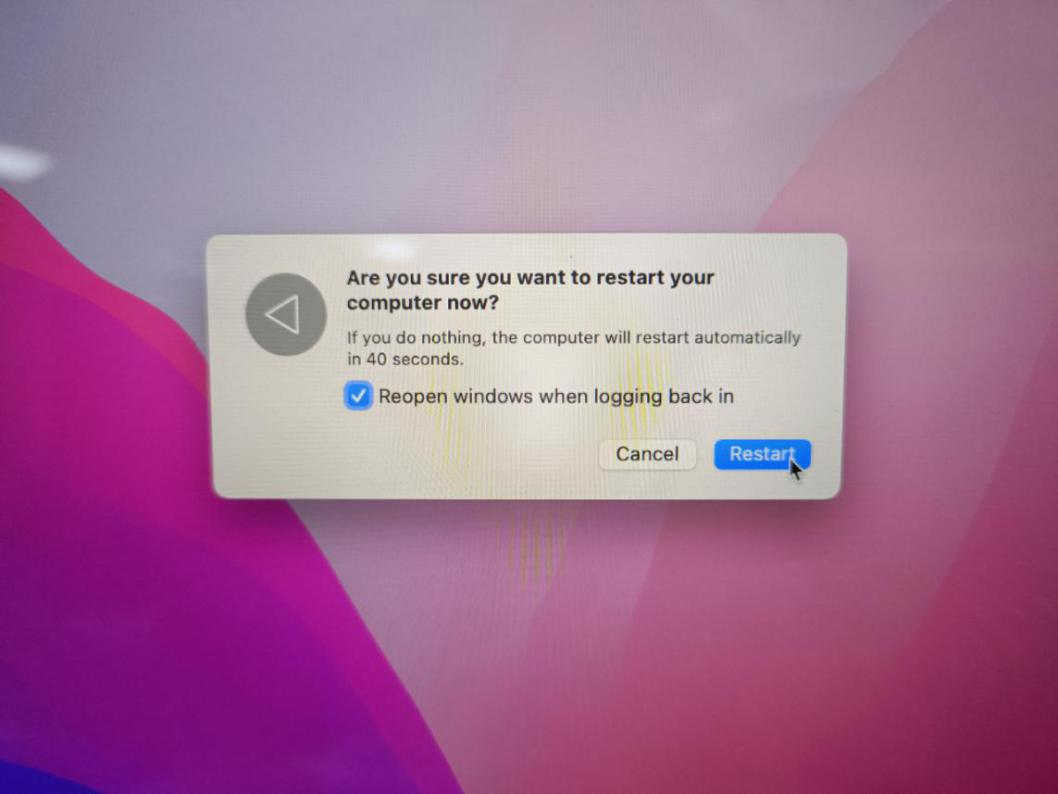 Are you sure you want to restart your
computer now?
If you do nothing, the computer will restart automatically
in 40 seconds.
Reopen windows when logging back in
Cancel
Restart